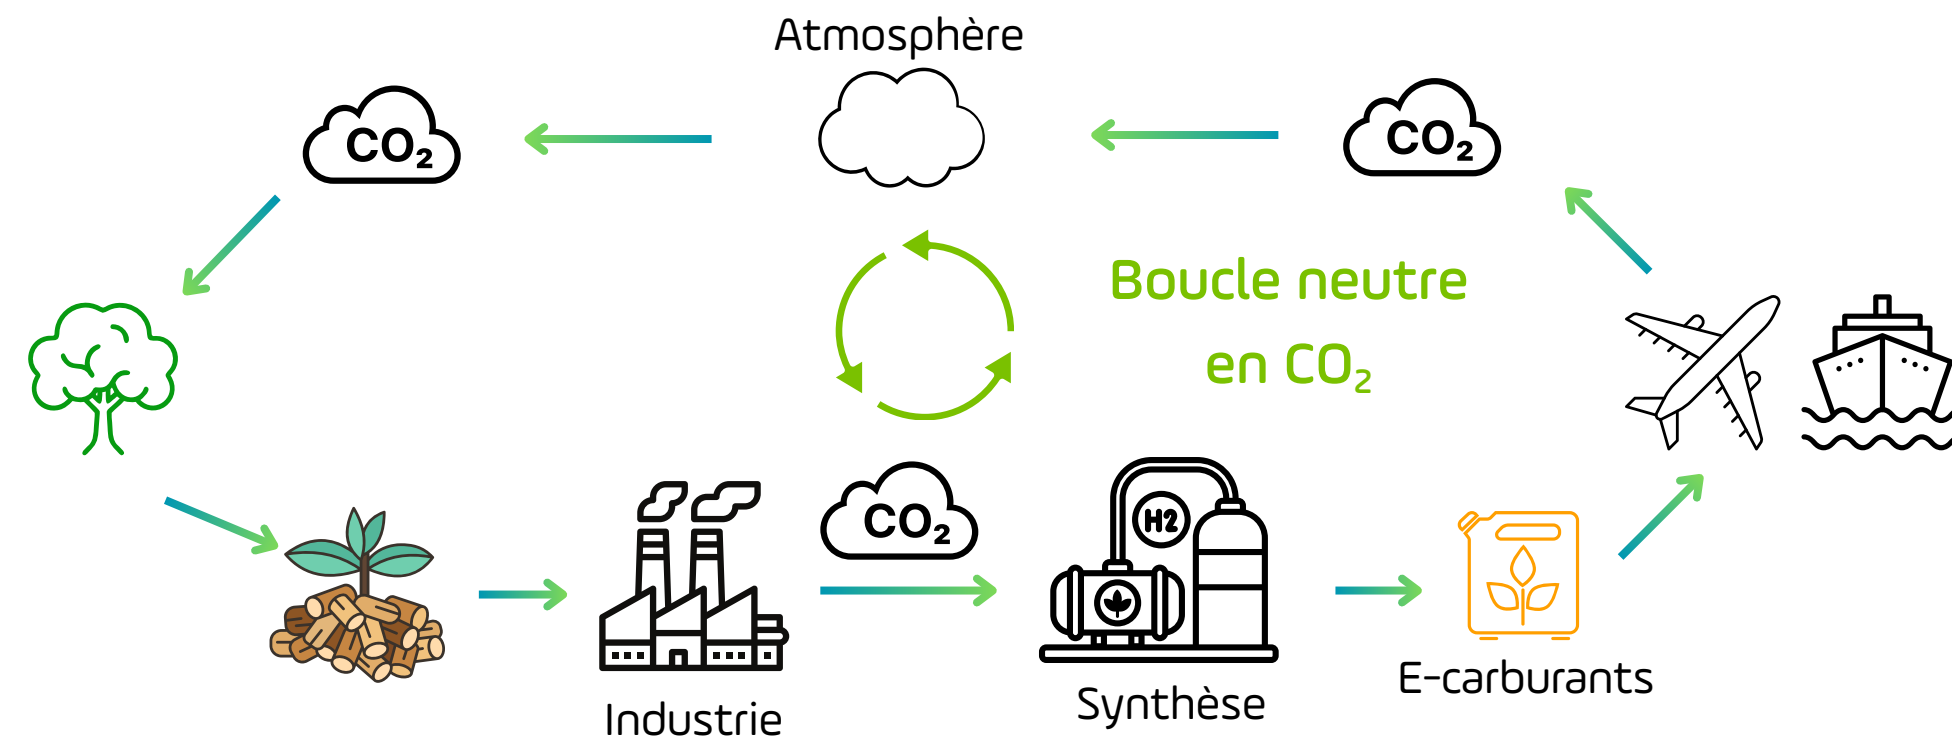 Atmosphère
CO₂
CO₂
Boucle neutre
en CO₂
CO₂
H2
Industrie
Synthèse
E-carburants